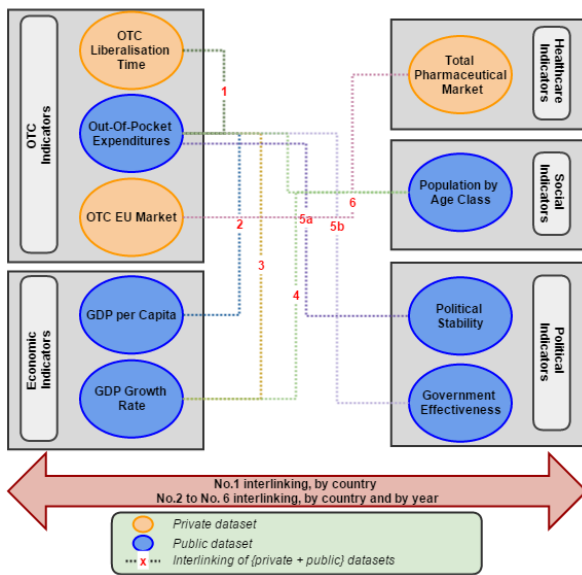 OTC
Indicators
OTC
Liberalisation
Time
Out-Of-Pocket
Expenditures
OTC EU Market
Economic
Indicators
GDP per Capita
GDP Growth
Rate
1
2
3
4
5a
5b
6
Total
Pharmaceutical
Market
Healthcare
Indicators
Population by
Age Class
Social
Indicators
Political
Stability
Government
Effectiveness
Political
Indicators
No.1 interlinking, by country
No.2 to No. 6 interlinking, by country and by year
Private dataset
Public dataset
x
Interlinking of {private + public} datasets